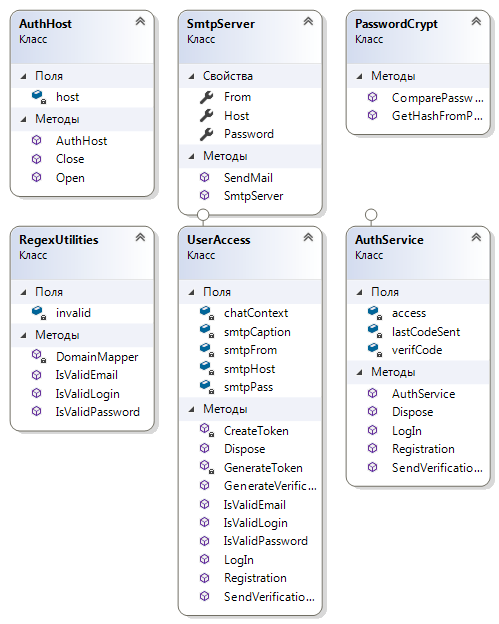 AuthHost
Класс
Поля
host
Методы
AuthHost
Close
Open
SmtpServer
Класс
Свойства
From
Host
Password
Методы
SendMail
SmtpServer
PasswordCrypt
Класс
Методы
ComparePassw...
GetHashFromP...
RegexUtilities
Класс
Поля
invalid
Методы
DomainMapper
IsValidEmail
IsValidLogin
IsValidPassword
UserAccess
Класс
Поля
chatContext
smtpCaption
smtpFrom
smtpHost
smtpPass
Методы
CreateToken
Dispose
GenerateToken
GenerateVerific...
IsValidEmail
IsValidLogin
IsValidPassword
LogIn
Registration
SendVerificatio...
AuthService
Класс
Поля
access
lastCodeSent
verifCode
Методы
AuthService
Dispose
LogIn
Registration
SendVerificatio...